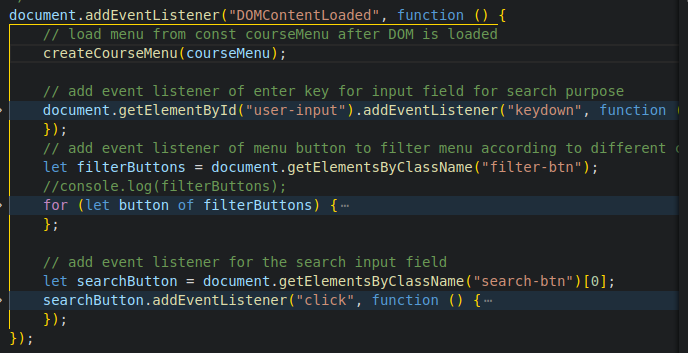 document.addEventListener("DOMContentLoaded", function () {
// load menu from const courseMenu after DOM is loaded
createCourseMenu(courseMenu);
// add event listener of enter key for input field for search purpose
document.getElementById("user-input").addEventListener("keydown", function (
});
// add event listener of menu button to filter menu according to different
let filterButtons = document.getElementsByClassName("filter-btn");
//console.log(filterButtons);
for (let button of filterButtons) {⋯
};
// add event listener for the search input field
let searchButton = document.getElementsByClassName("search-btn")[0];
searchButton.addEventListener("click", function () {⋯
});
});